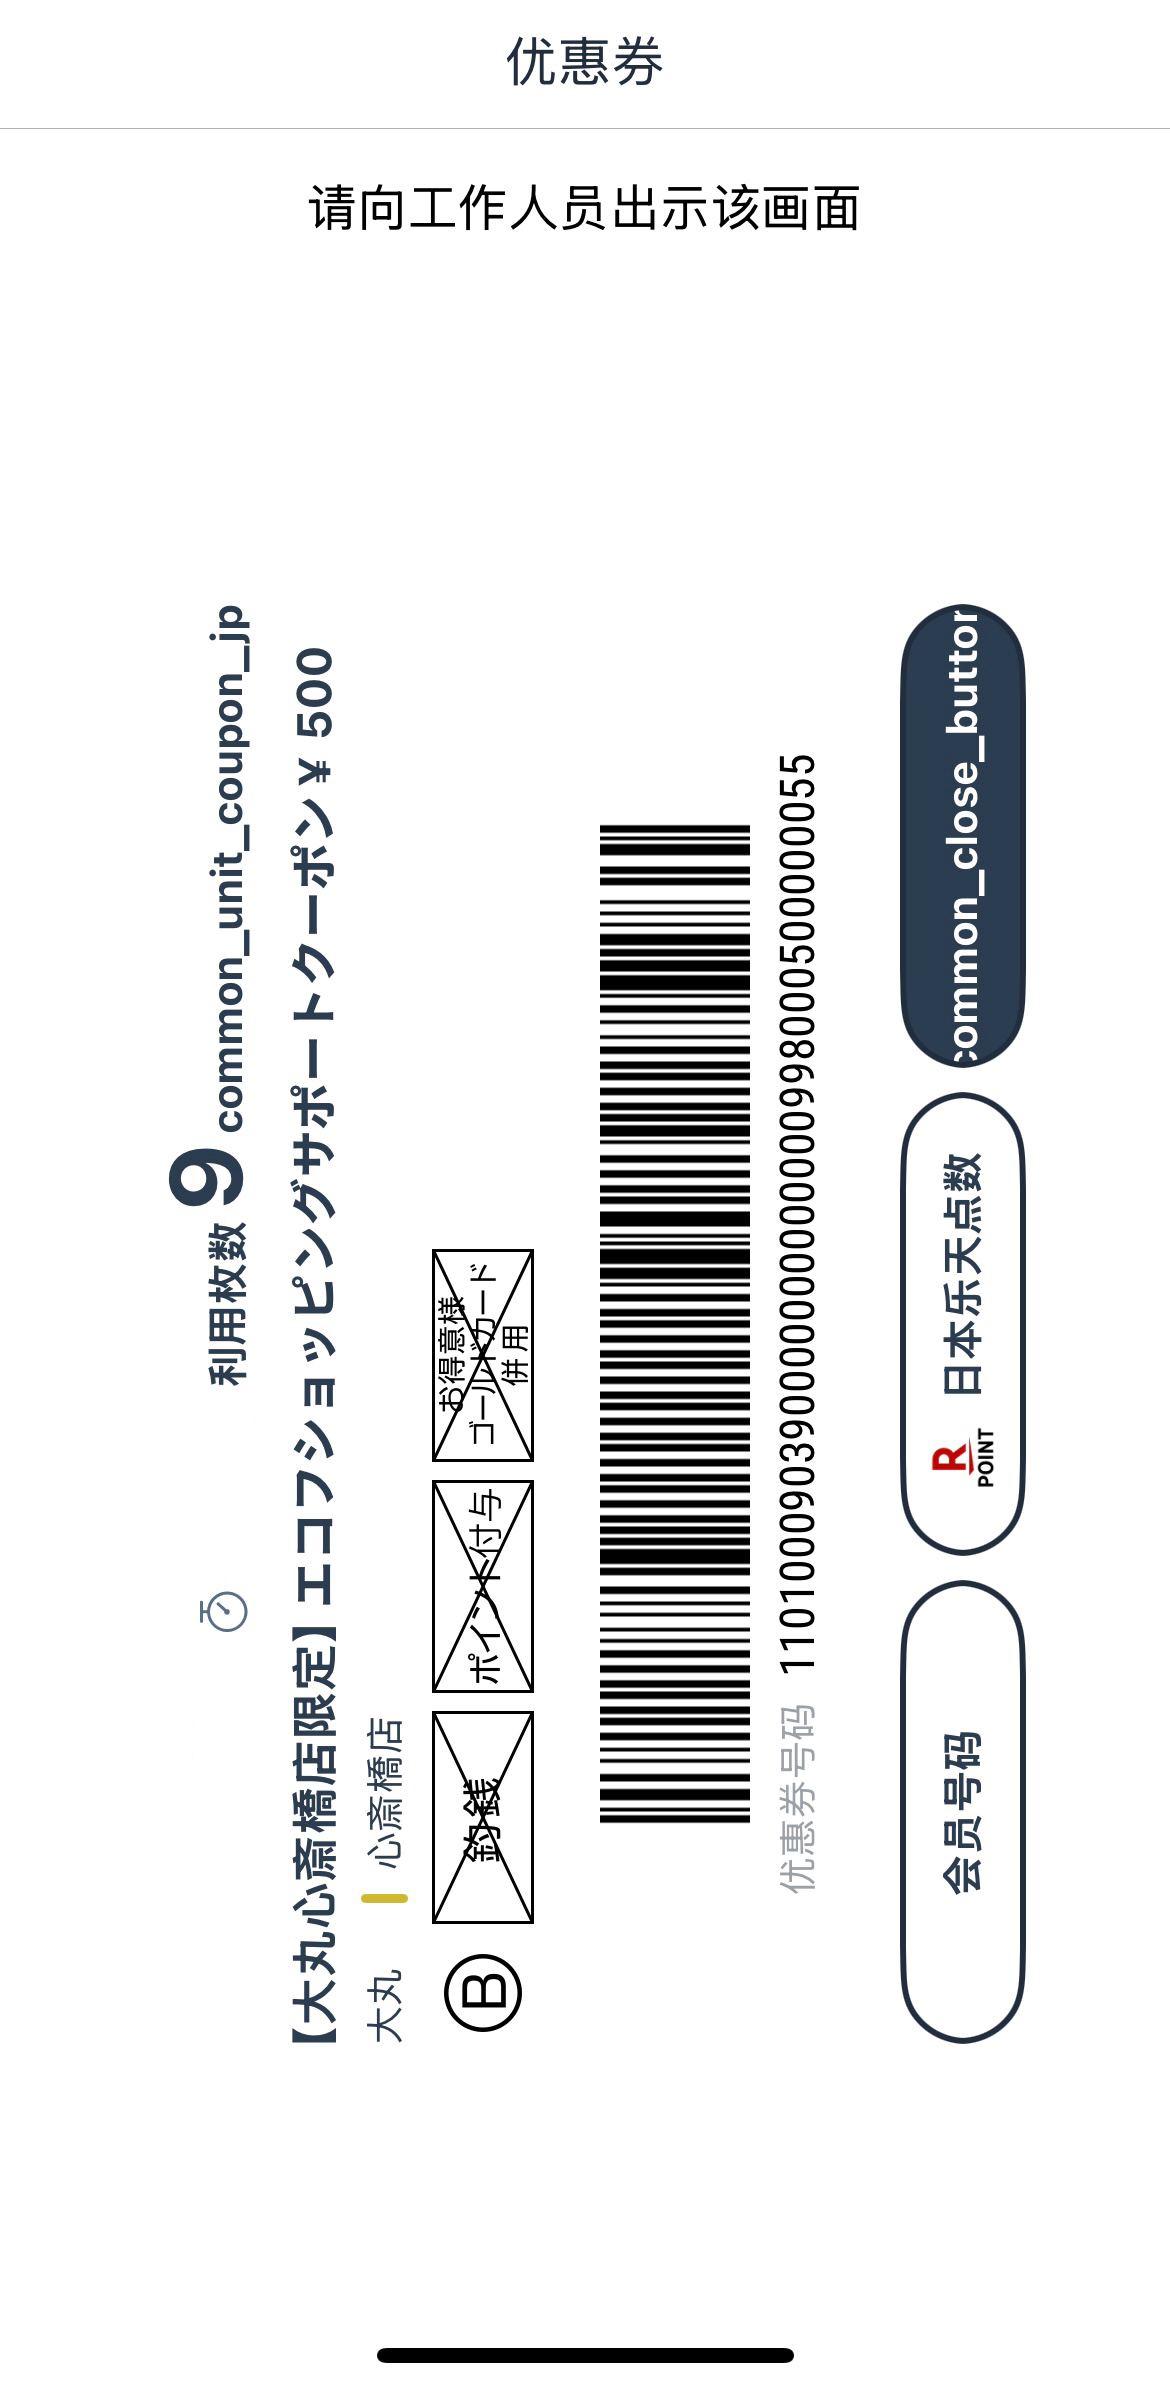 优惠券
请向工作人员出示该画面
利用枚数 9 common_unit_coupon_jp
【大丸心斎橋店限定】エコフショッピングサポートクーポン¥ 500
大丸 心斎橋店
B
釣銭
ポイント付与
お得意様
ゴールドカード
併用
优惠券号码 11010009039000000000000998000500000055
会员号码
R
POINT
日本乐天点数
common_close_button